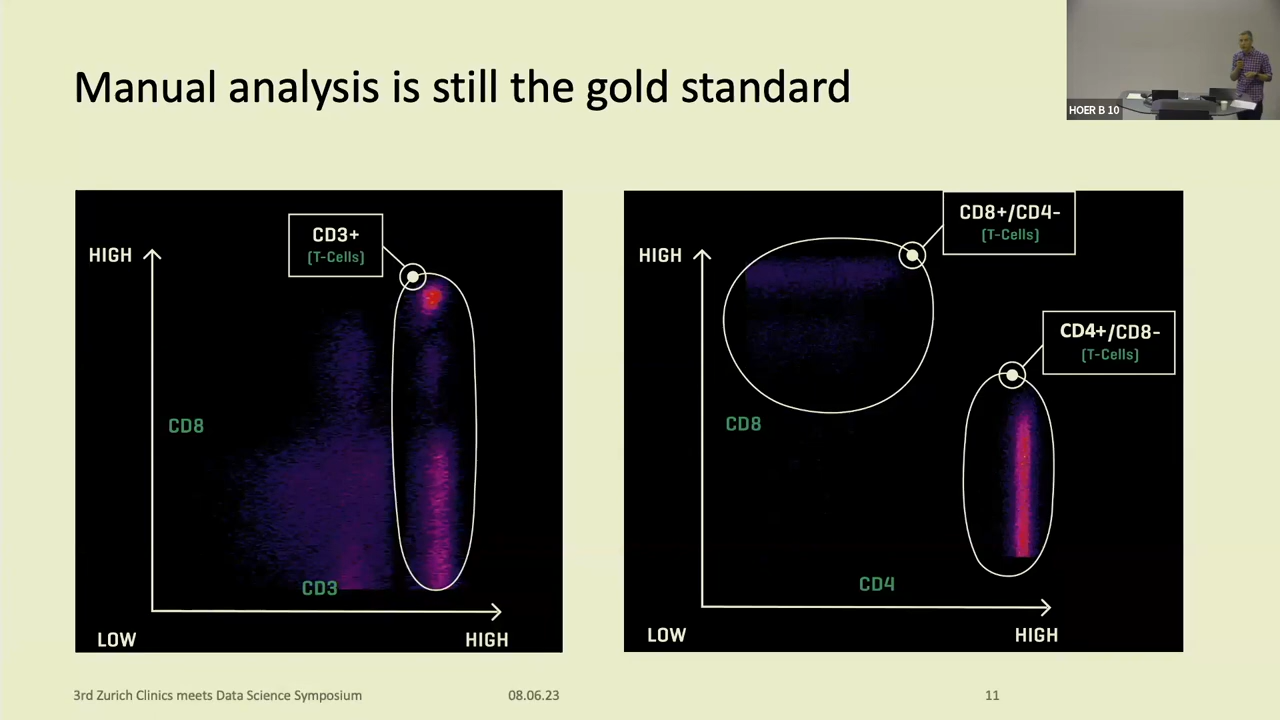 Manual analysis is still the gold standard
HOER B 10
HIGH
CD3+
(T-Cells)
CD8
CD3
LOW
HIGH
HIGH
CD8+/CD4-
(T-Cells)
CD4+/CD8-
(T-Cells)
CD8
CD4
LOW
HIGH
3rd Zurich Clinics meets Data Science Symposium
08.06.23
11